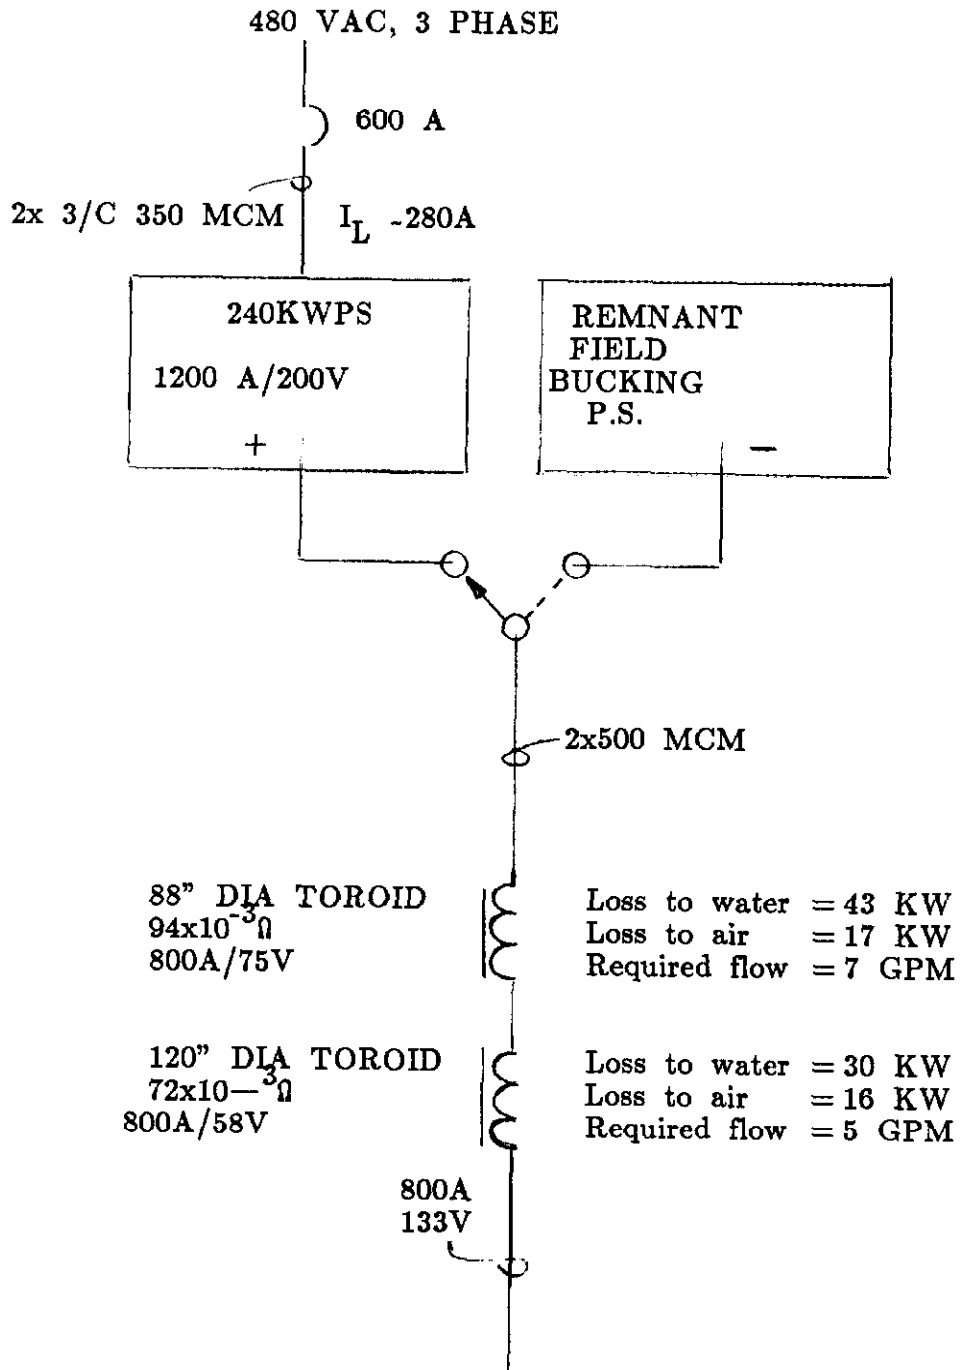 480 VAC, 3 PHASE
600 A
2x 3/C 350 MCM
I_L ~280A
240KWPS
1200 A/200V
+
REMNANT
FIELD
BUCKING
P.S.
—
2x500 MCM
88” DIA TOROID
94x10⁻³Ω
800A/75V
Loss to water = 43 KW
Loss to air = 17 KW
Required flow = 7 GPM
120” DIA TOROID
72x10—³Ω
800A/58V
Loss to water = 30 KW
Loss to air = 16 KW
Required flow = 5 GPM
800A
133V